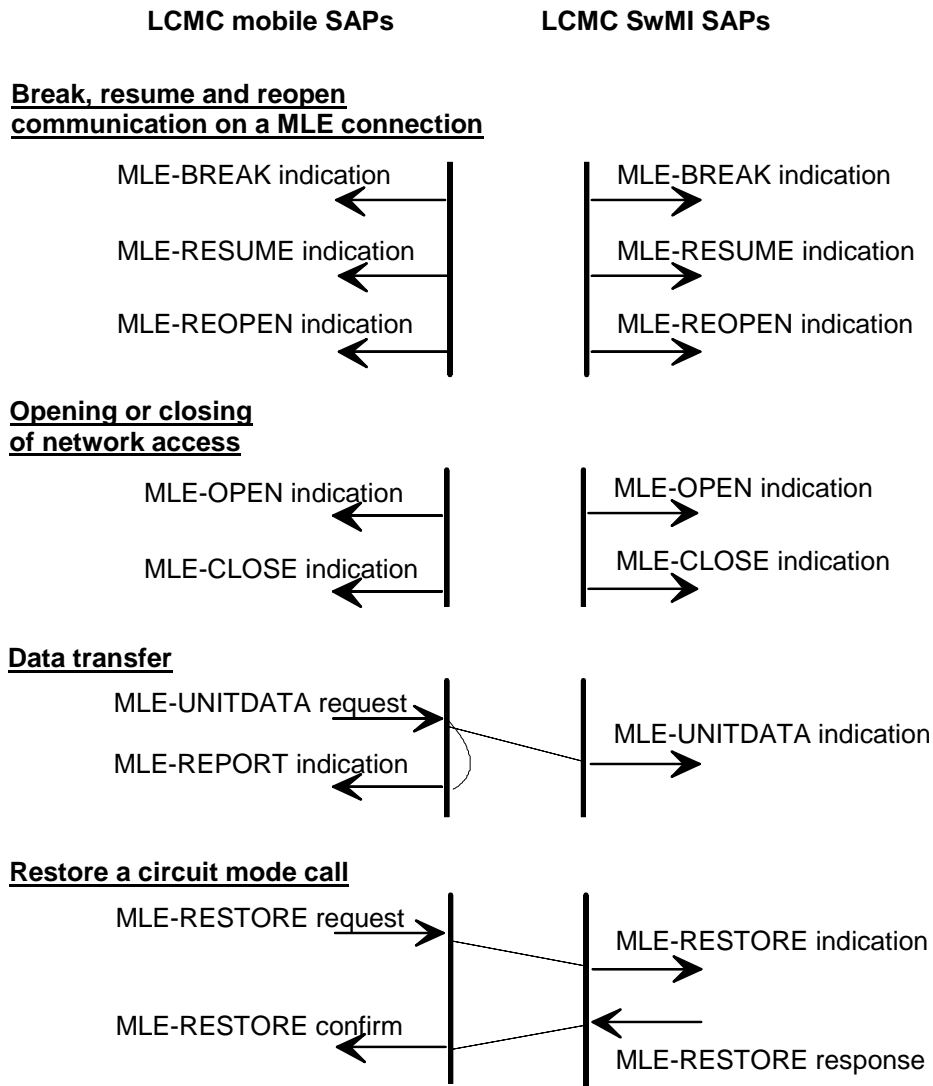 LCMC mobile SAPs LCMC SwMI SAPs
Break, resume and reopen
communication on a MLE connection
MLE-BREAK indication MLE-BREAK indication
MLE-RESUME indication MLE-RESUME indication
MLE-REOPEN indication MLE-REOPEN indication
Opening or closing
of network access
MLE-OPEN indication MLE-OPEN indication
MLE-CLOSE indication MLE-CLOSE indication
Data transfer
MLE-UNITDATA request
MLE-UNITDATA indication
MLE-REPORT indication
Restore a circuit mode call
MLE-RESTORE request
MLE-RESTORE indication
MLE-RESTORE confirm
MLE-RESTORE response